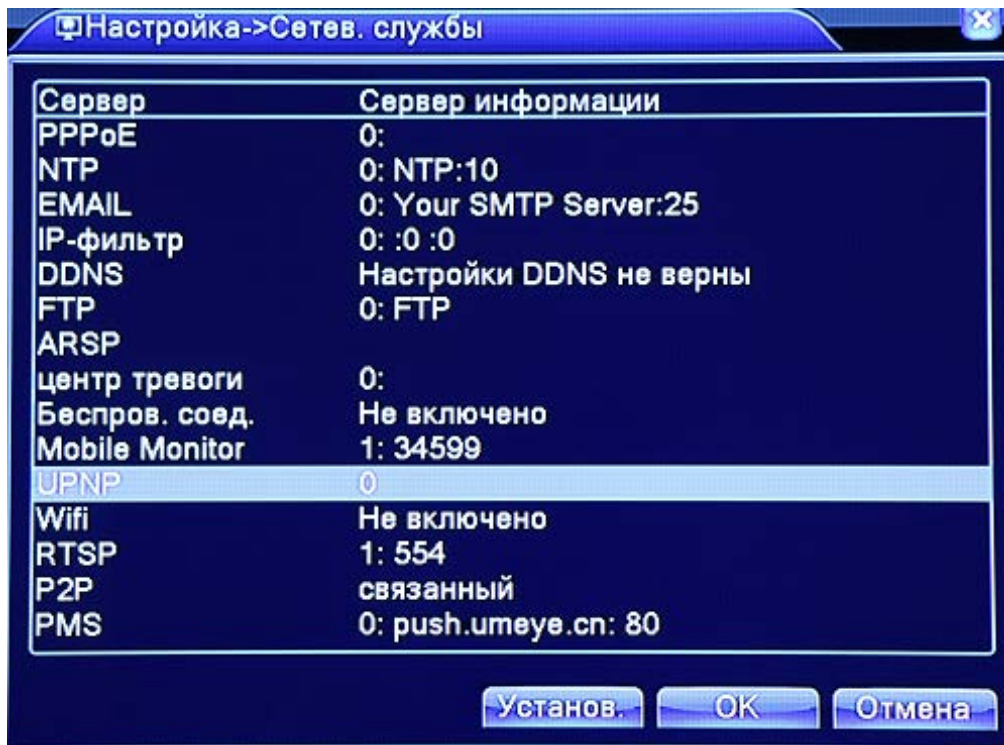 Настройка->Сетев. службы
Сервер Сервер информации
PPPoE 0:
NTP 0: NTP:10
EMAIL 0: Your SMTP Server:25
IP-фильтр 0: :0 :0
DDNS Настройки DDNS не верны
FTP 0: FTP
ARSP
центр тревоги 0:
Беспров. соед. Не включено
Mobile Monitor 1: 34599
UPNP 0
Wifi Не включено
RTSP 1: 554
P2P связанный
PMS 0: push.umeye.cn: 80
Установ. OK Отмена